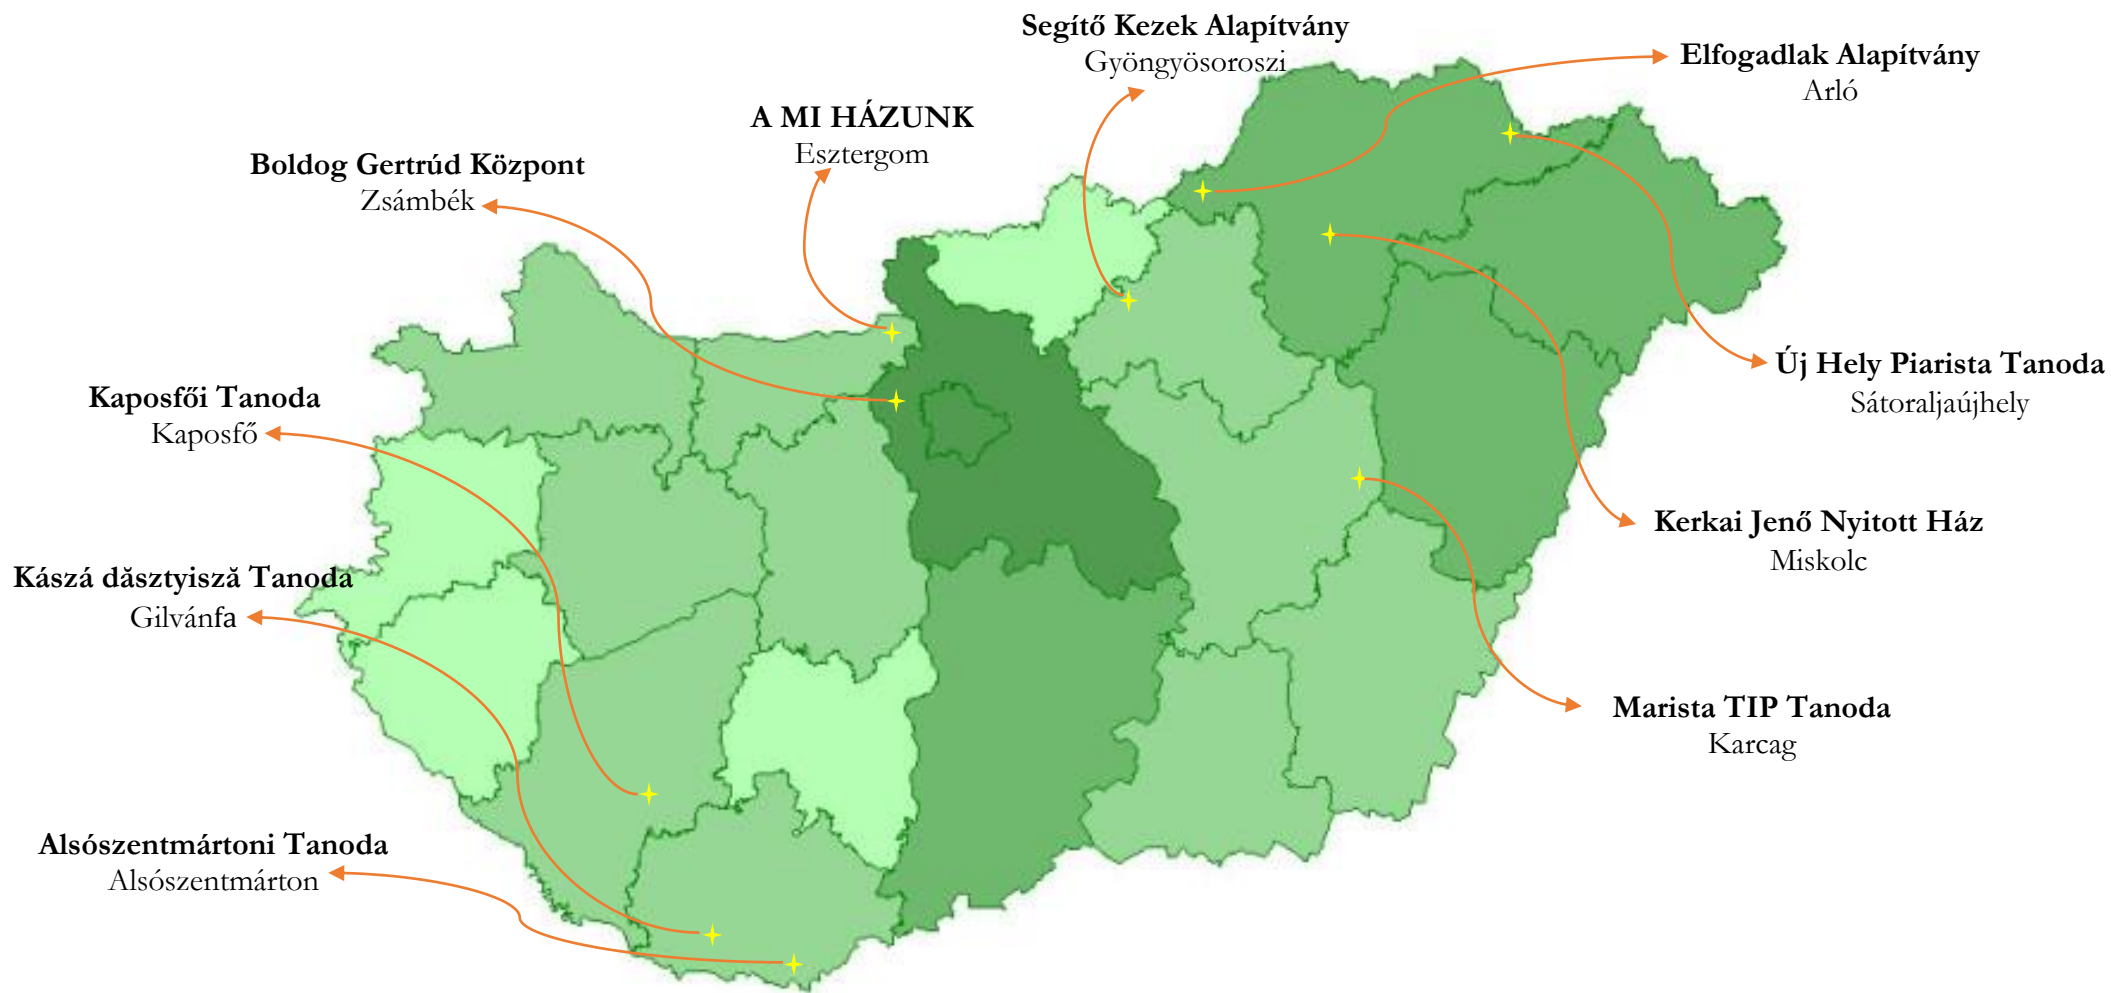 Segítő Kezek Alapítvány
Gyöngyösoroszi
Elfogadlak Alapítvány
Arló
A MI HÁZUNK
Esztergom
Boldog Gertrúd Központ
Zsámbék
Új Hely Piarista Tanoda
Sátoraljaújhely
Kaposfői Tanoda
Kaposfő
Kerkai Jenő Nyitott Ház
Miskolc
Kászá dăsztyisză Tanoda
Gilvánfa
Marista TIP Tanoda
Karcag
Alsószentmártoni Tanoda
Alsószentmárton